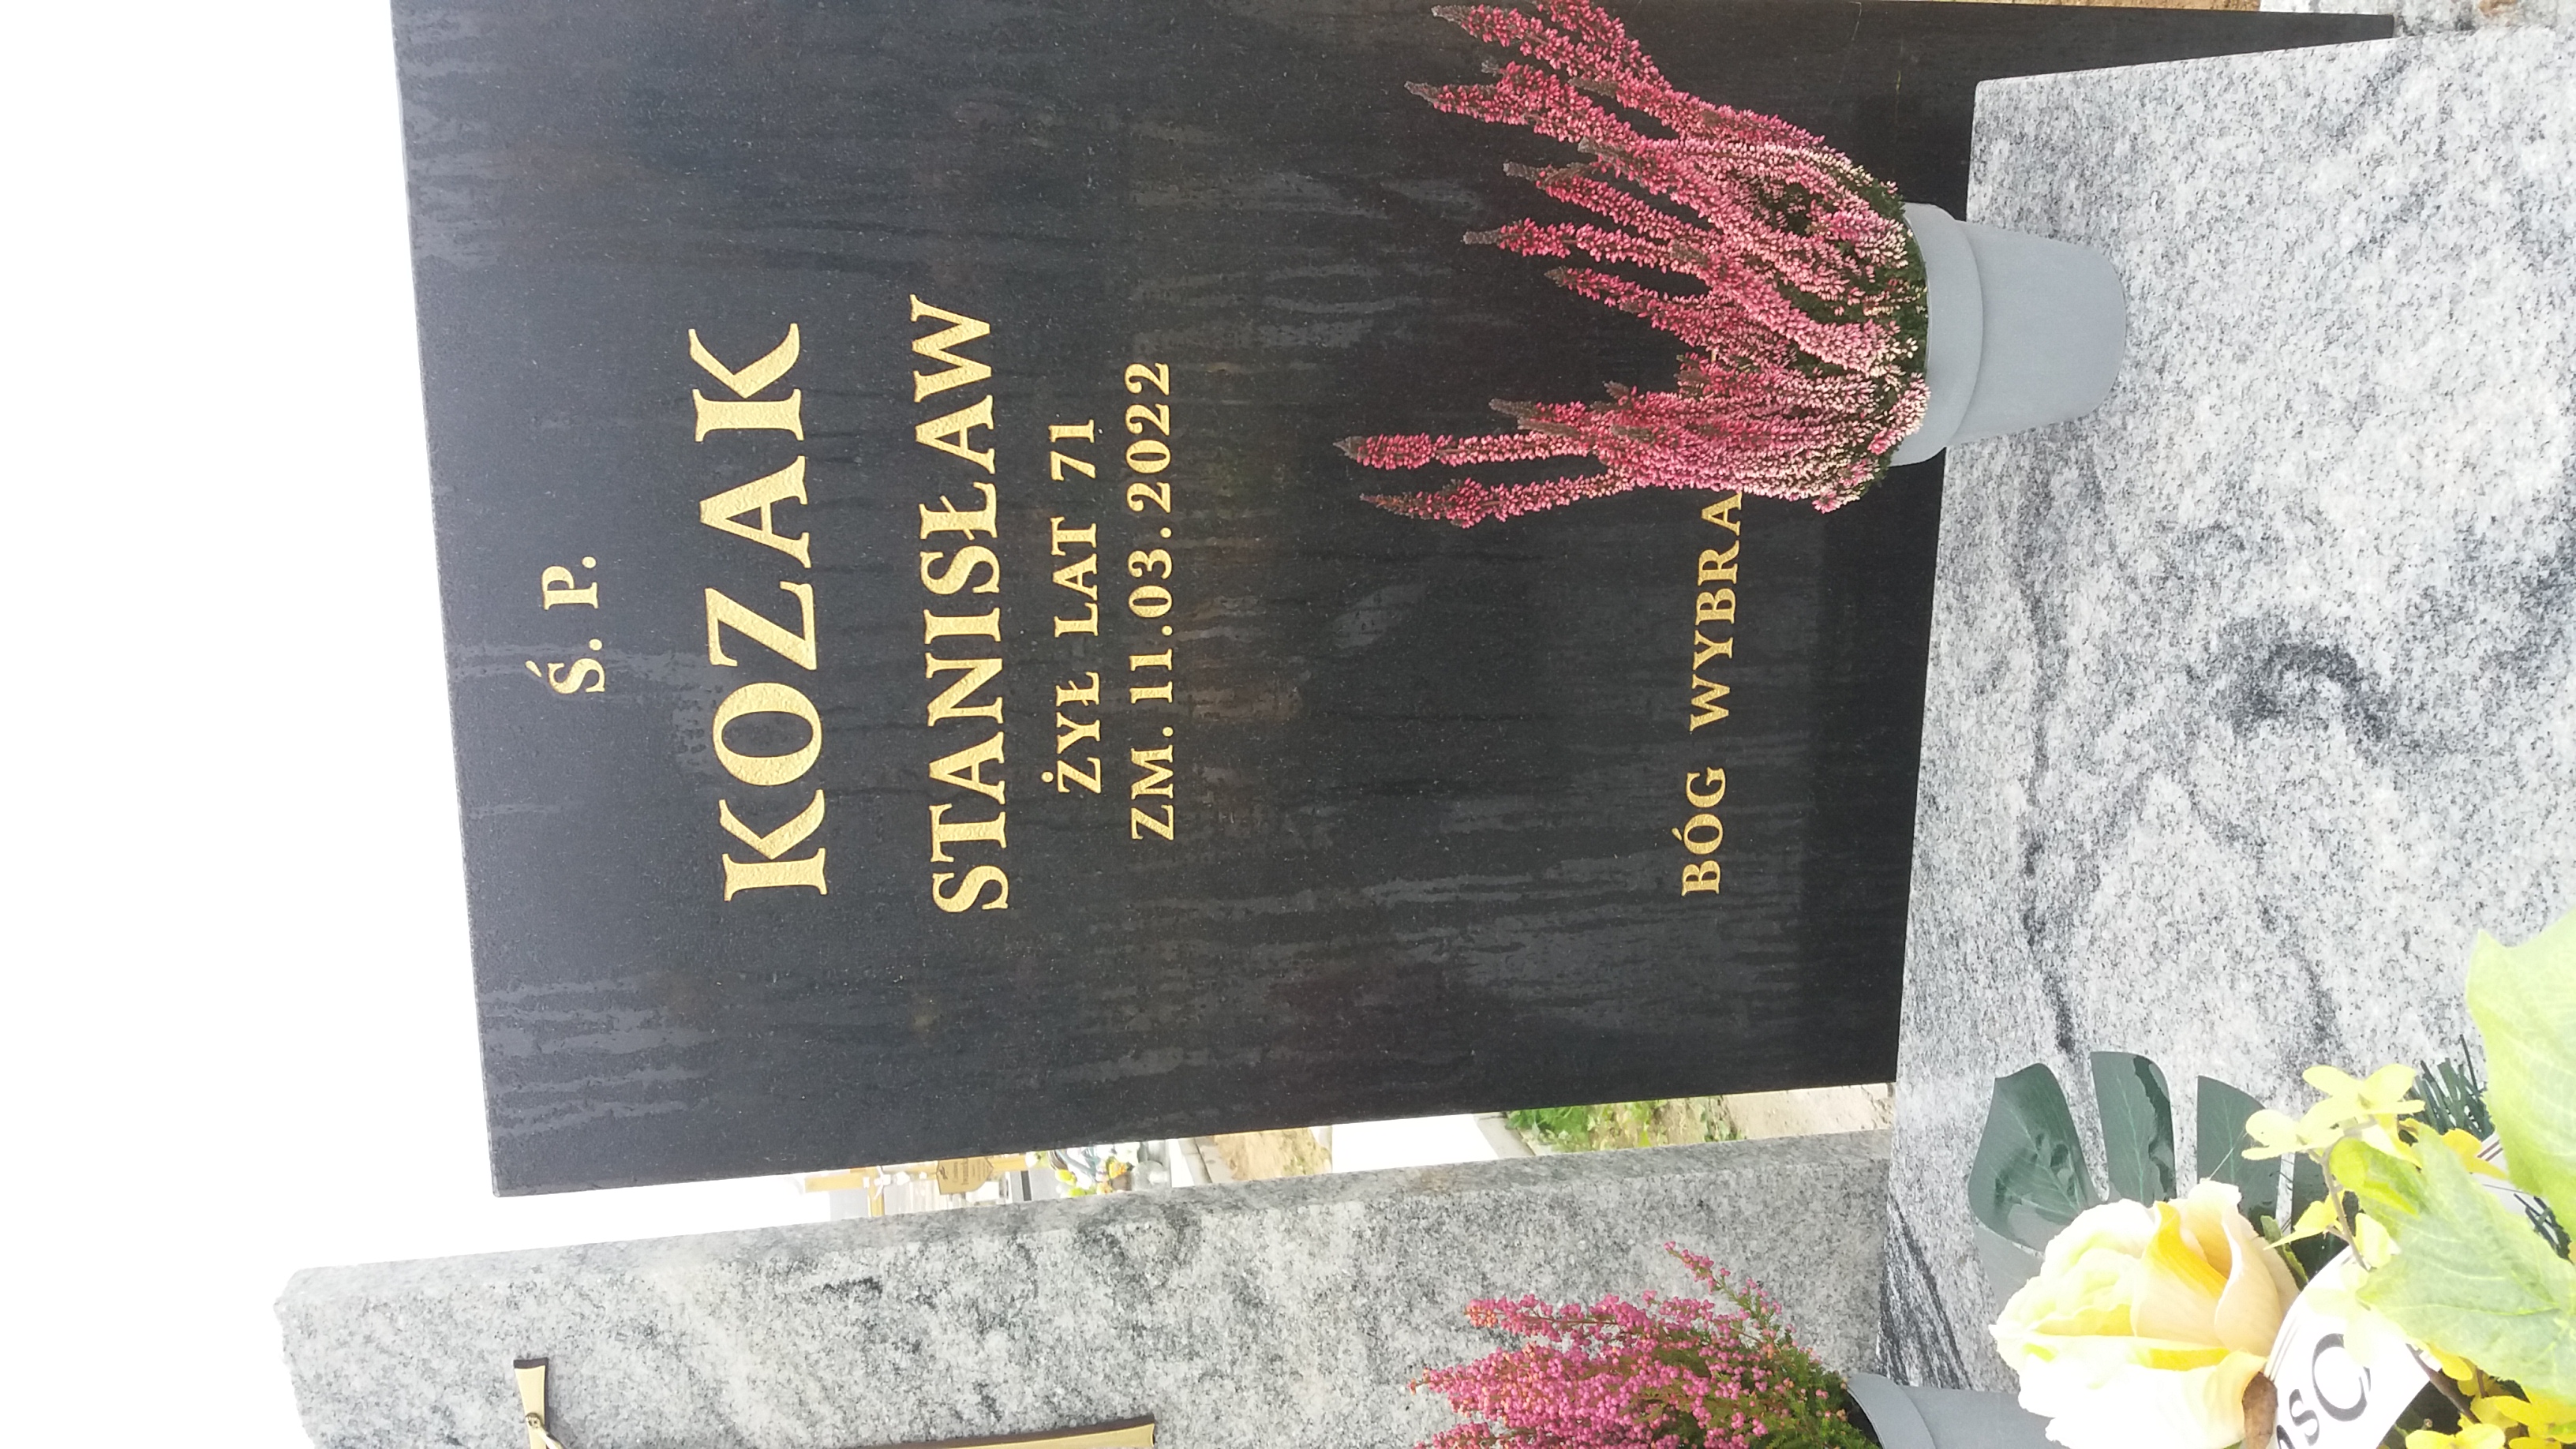 Ś. P.
KOZAK
STANISŁAW
ŻYŁ LAT 71
ZM. 11.03.2022
BÓG WYBRA